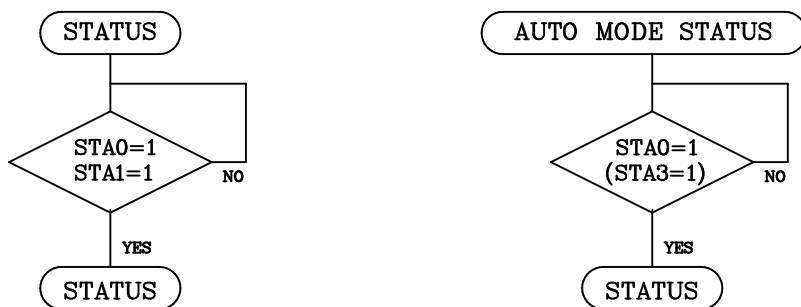 STATUS
STA0=1
STA1=1
NO
YES
STATUS
AUTO MODE STATUS
STA0=1
(STA3=1)
NO
YES
STATUS